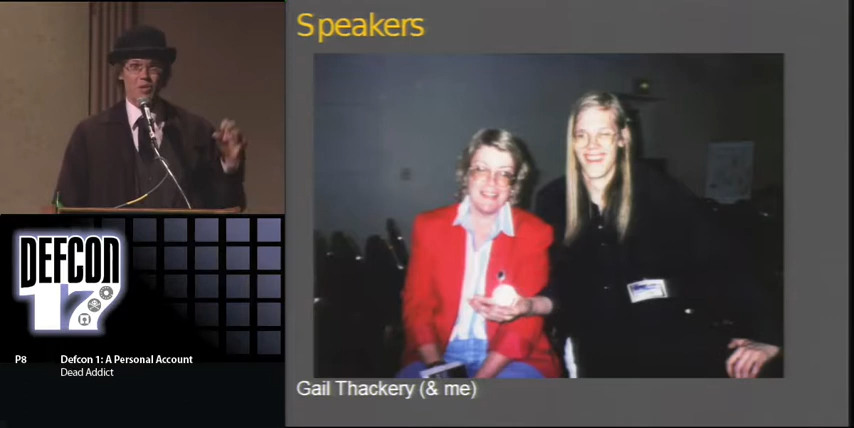 Speakers
DEFCON
17
P8 Defcon 1: A Personal Account
Dead Addict
Gail Thackery (& me)